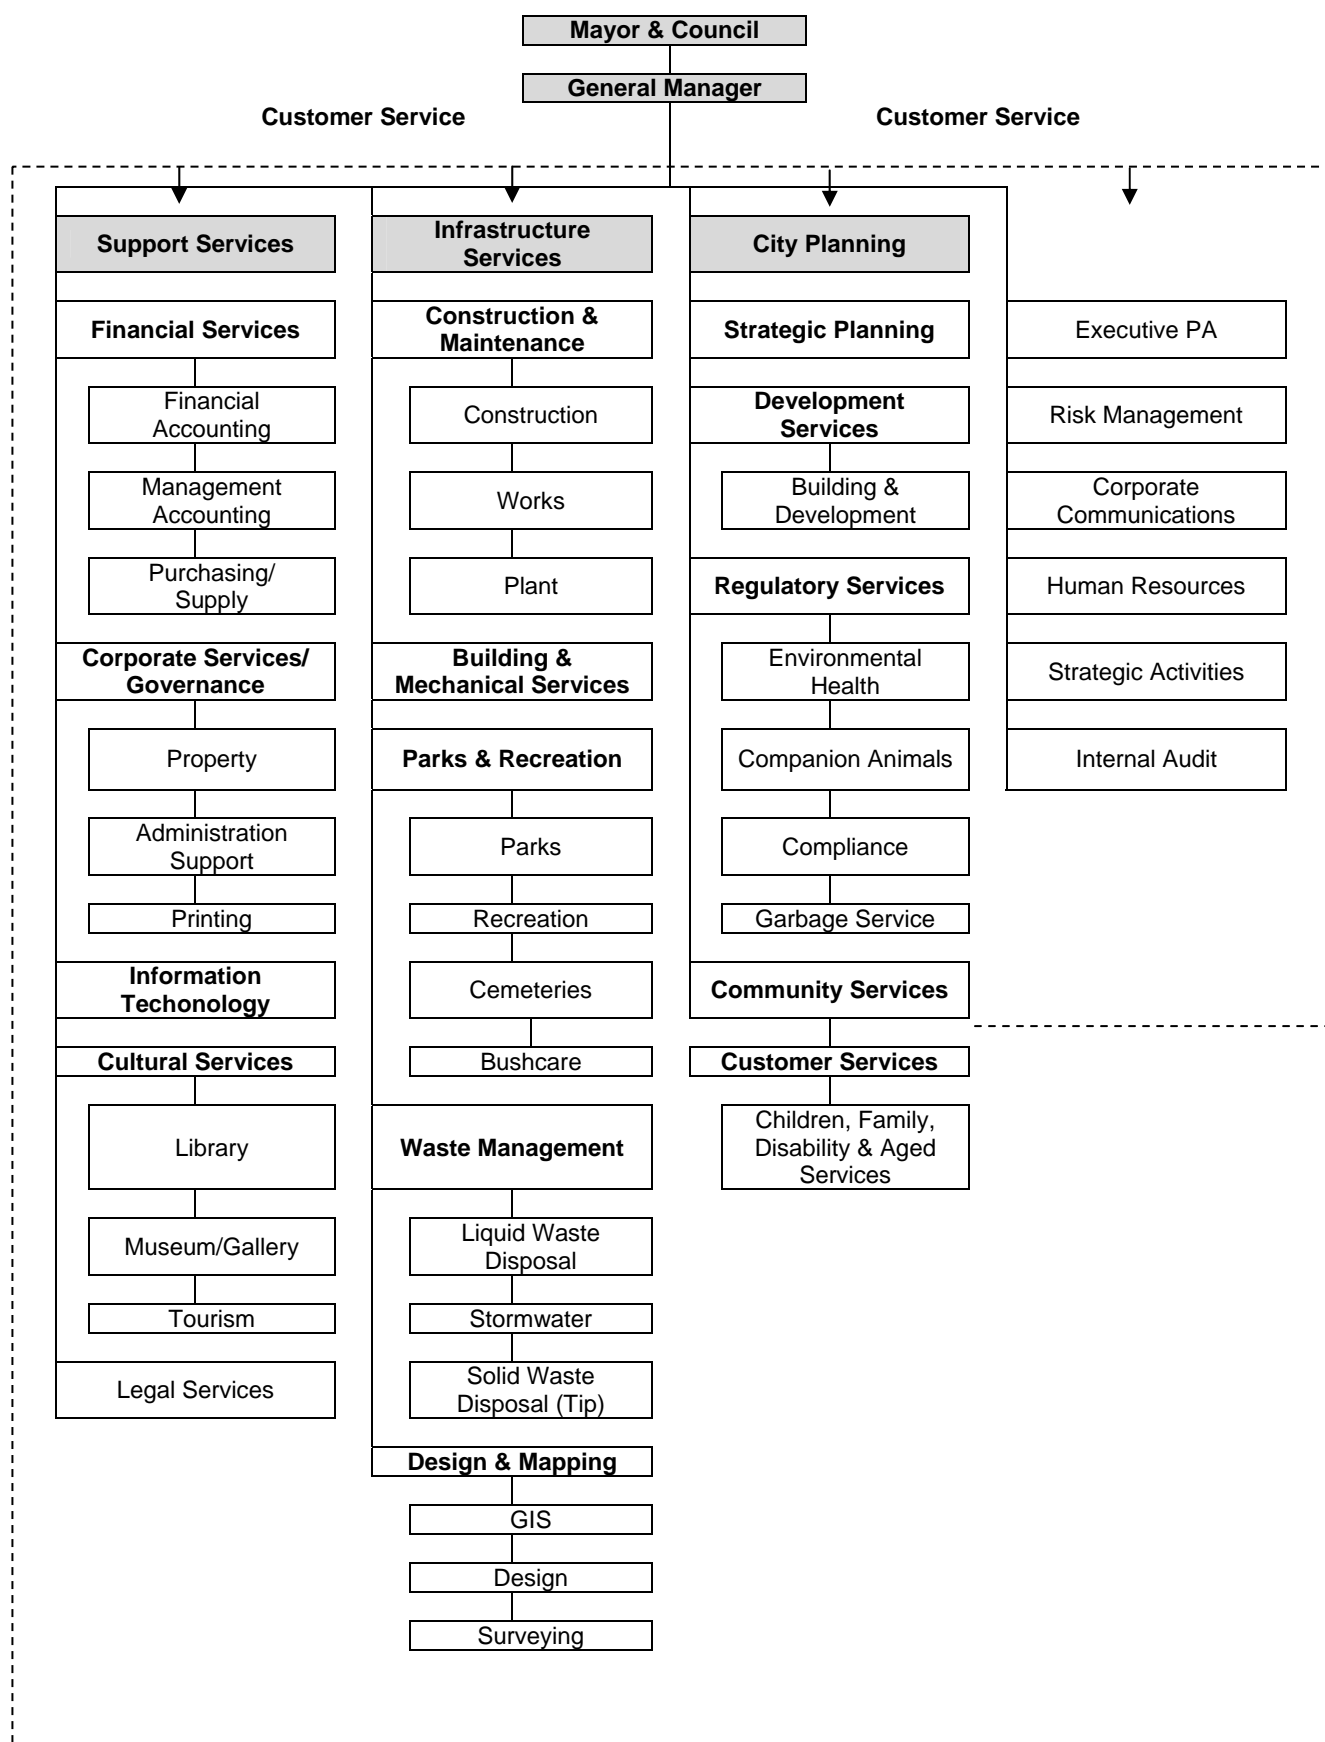 Mayor & Council
General Manager
Customer Service
Customer Service
Support Services
Infrastructure
Services
City Planning
Financial Services
Construction &
Maintenance
Strategic Planning
Executive PA
Financial
Accounting
Construction
Development
Services
Risk Management
Management
Accounting
Works
Building &
Development
Corporate
Communications
Purchasing/
Supply
Plant
Regulatory Services
Human Resources
Corporate Services/
Governance
Building &
Mechanical Services
Environmental
Health
Strategic Activities
Property
Parks & Recreation
Companion Animals
Internal Audit
Administration
Support
Parks
Compliance
Printing
Recreation
Garbage Service
Information
Techonology
Cemeteries
Community Services
Cultural Services
Bushcare
Customer Services
Library
Waste Management
Children, Family,
Disability & Aged
Services
Museum/Gallery
Liquid Waste
Disposal
Tourism
Stormwater
Legal Services
Solid Waste
Disposal (Tip)
Design & Mapping
GIS
Design
Surveying